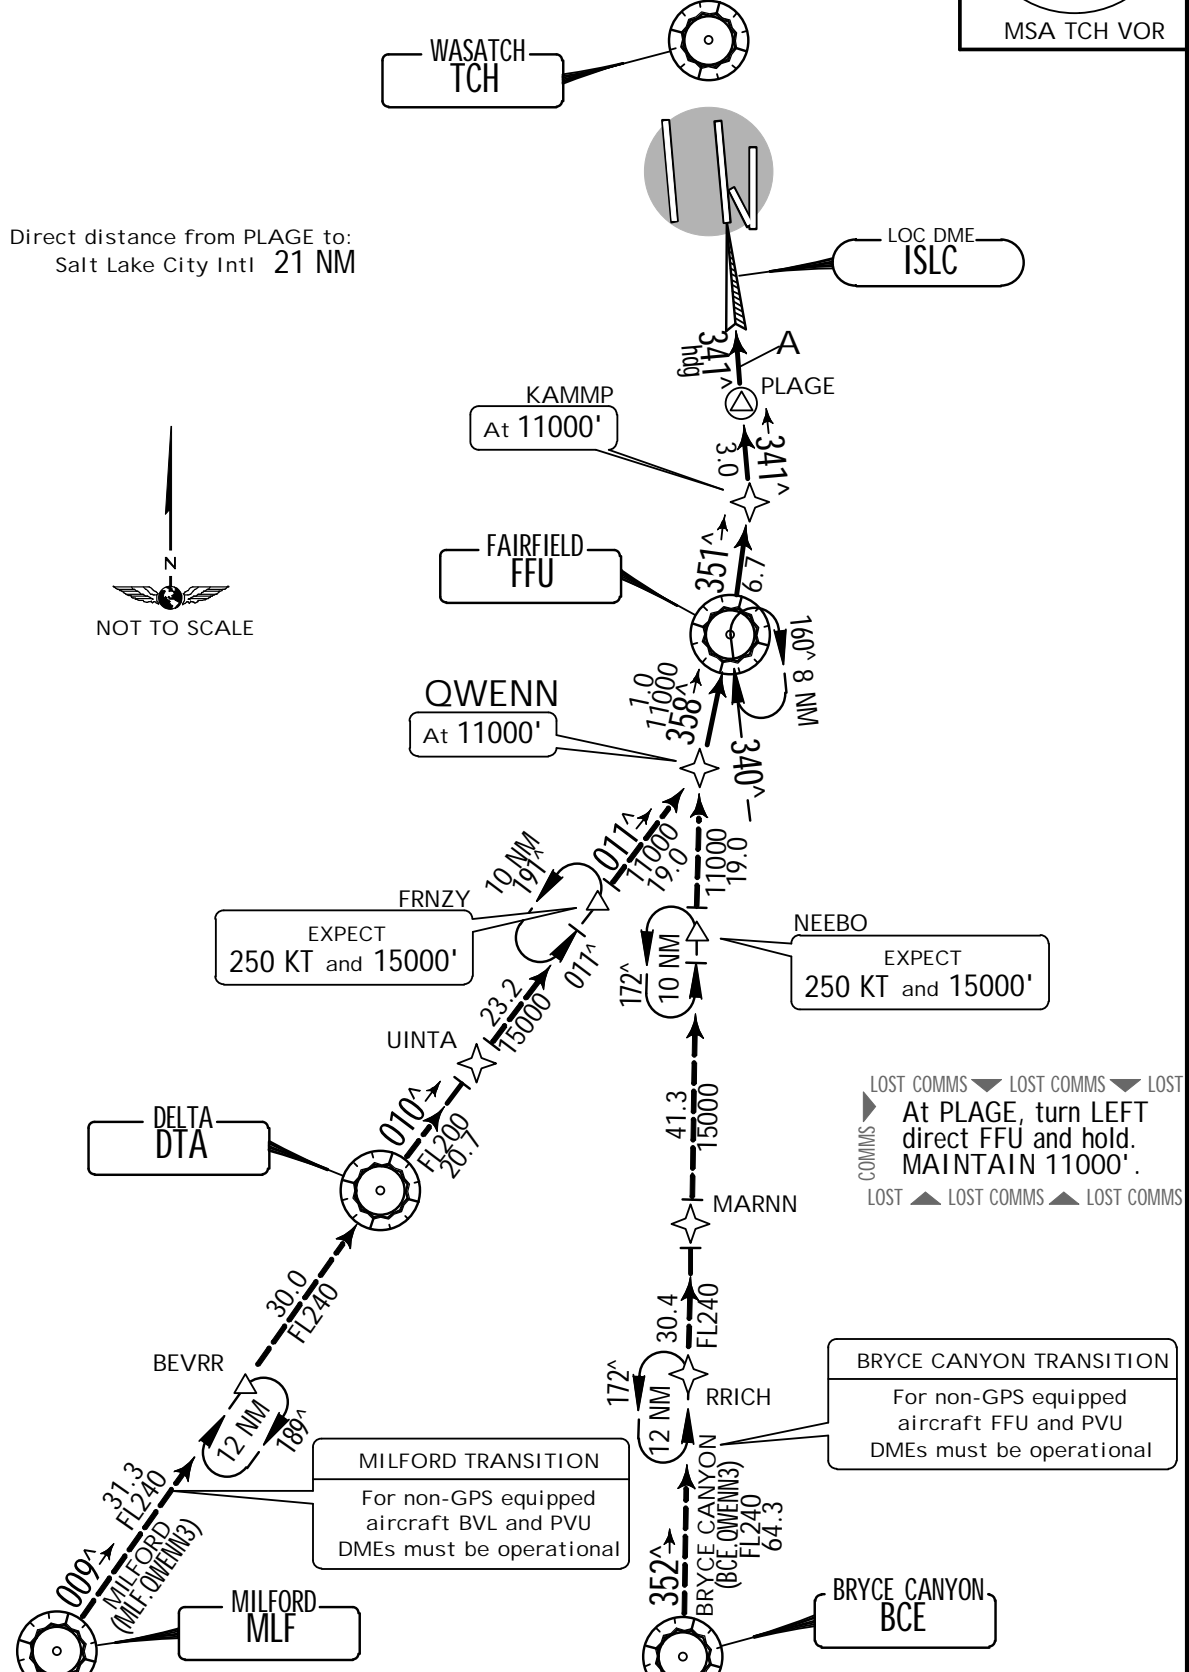 MSA TCH VOR
WASATCH
TCH
Direct distance from PLAGE to:
Salt Lake City Intl 21 NM
LOC DME
ISLC
341^
hdg
A
PLAGE
KAMMP
At 11000'
3.0
341^
N
NOT TO SCALE
FAIRFIELD
FFU
351^
6.7
160^ 8 NM
QWENN
At 11000'
1.0
11000
358^
340^
10 NM
191^
011^
11000
19.0
11000
19.0
FRNZY
EXPECT
250 KT and 15000'
011^
NEEBO
EXPECT
250 KT and 15000'
172^
10 NM
23.2
15000
UINTA
41.3
15000
LOST COMMS LOST COMMS LOST
COMMS
At PLAGE, turn LEFT
direct FFU and hold.
MAINTAIN 11000'.
LOST LOST COMMS LOST COMMS
DELTA
DTA
010^
FL200
20.7
MARNN
30.0
FL240
30.4
FL240
BEVRR
12 NM
189^
172^
12 NM
RRICH
BRYCE CANYON TRANSITION
For non-GPS equipped
aircraft FFU and PVU
DMEs must be operational
MILFORD TRANSITION
For non-GPS equipped
aircraft BVL and PVU
DMEs must be operational
31.3
FL240
009^
MILFORD
(MLF.QWENN3)
352^
BRYCE CANYON
(BCE.QWENN3)
FL240
64.3
MILFORD
MLF
BRYCE CANYON
BCE